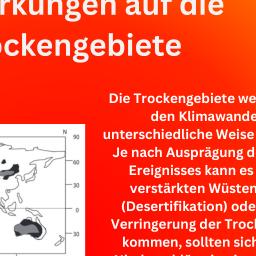 rkungen auf die
ockengebiete
Die Trockengebiete we
den Klimawande
unterschiedliche Weise
Je nach Ausprägung d
Ereignisses kann es
verstärkten Wüsten
(Desertifikation) ode
Verringerung der Troc
kommen, sollten sich
N
90
60
30
0
30